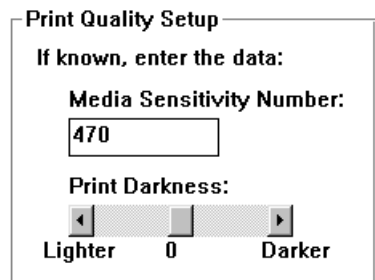 Print Quality Setup
If known, enter the data:
Media Sensitivity Number:
470
Print Darkness:
Lighter 0 Darker